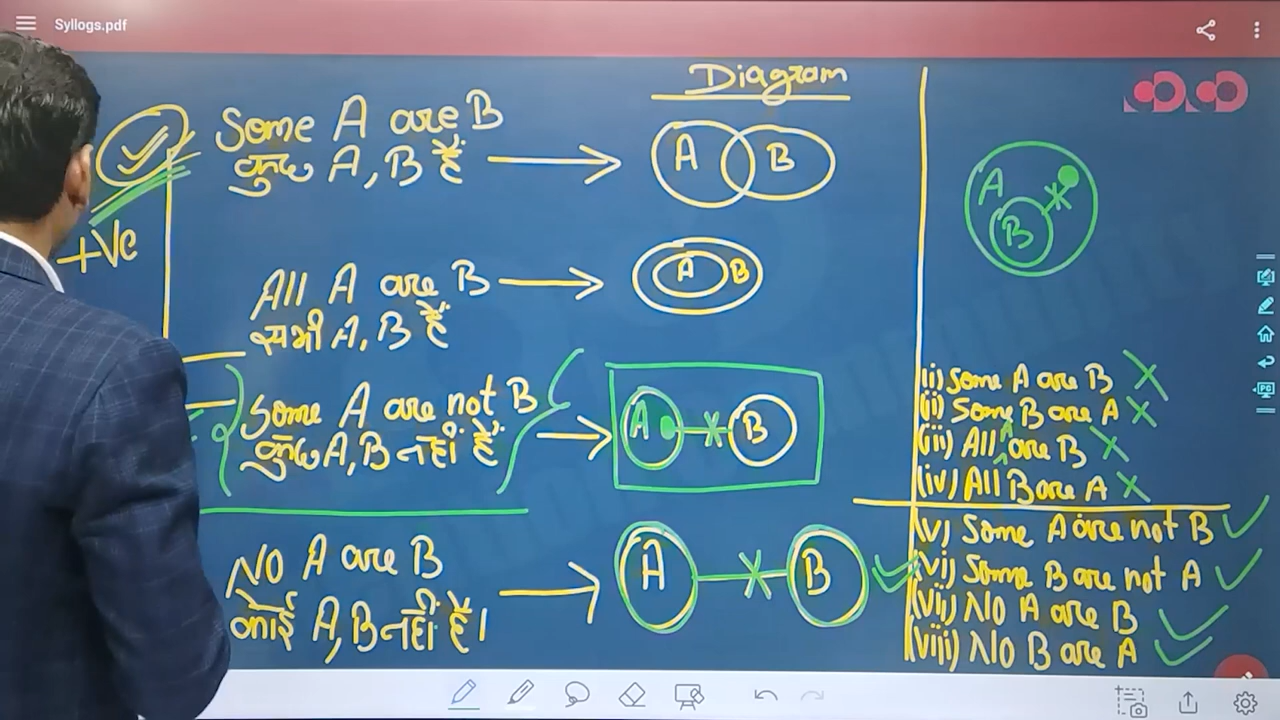 Syllogs.pdf
Diagram
Some A are B
कुछ A, B हैं
A B
+ve
All A are B
सभी A, B हैं
A B
Some A are not B
कुछ A, B नहीं हैं
A B
NO A are B
कोई A, B नहीं है।
A B
A
B
(i) Some A are B
(ii) Some B are A
(iii) All A are B
(iv) All B are A
(v) Some A are not B
(vi) Some B are not A
(vii) NO A are B
(viii) NO B are A